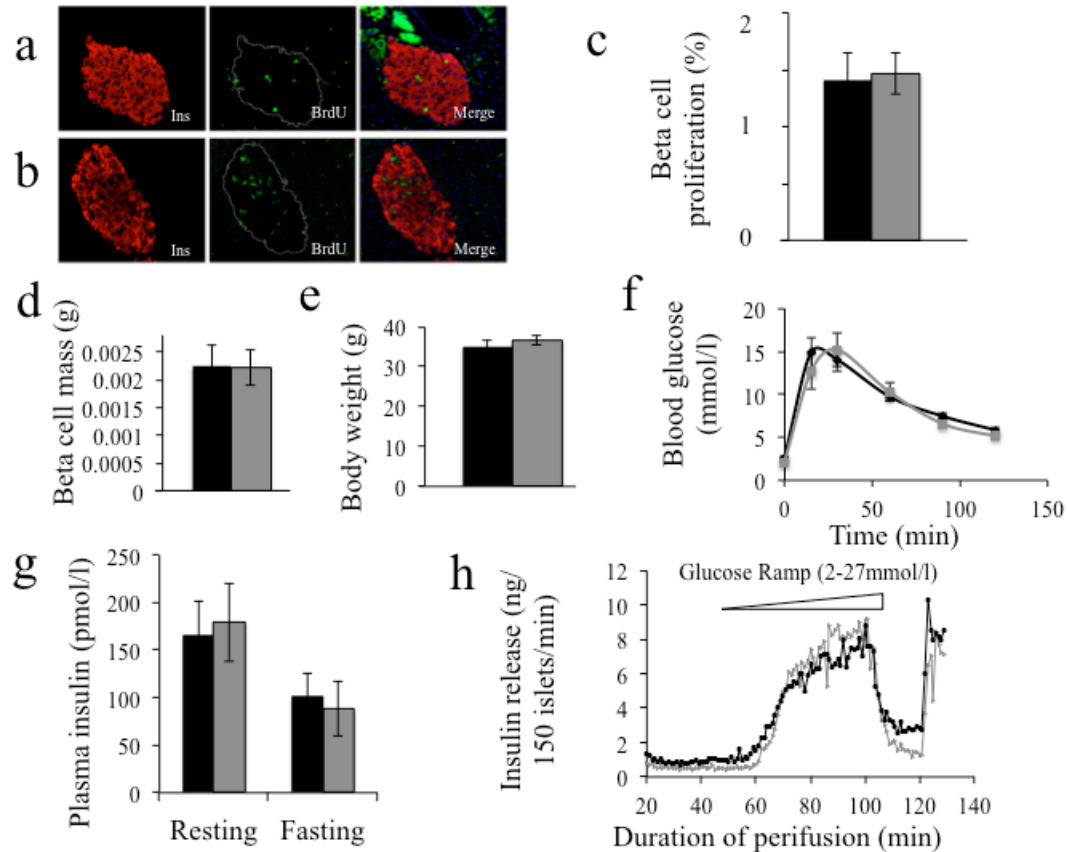 a
Ins
BrdU
Merge
b
Ins
BrdU
Merge
c
Beta cell
proliferation (%)
2
1
0
d
Beta cell mass (g)
0.0025
0.002
0.0015
0.001
0.0005
0
e
Body weight (g)
40
30
20
10
0
f
Blood glucose
(mmol/l)
20
15
10
5
0
0
50
100
150
Time (min)
g
Plasma insulin (pmol/l)
250
200
150
100
50
0
Resting
Fasting
h
Insulin release (ng/
150 islets/min)
Glucose Ramp (2-27mmol/l)
12
10
8
6
4
2
0
20
40
60
80
100
120
140
Duration of perifusion (min)